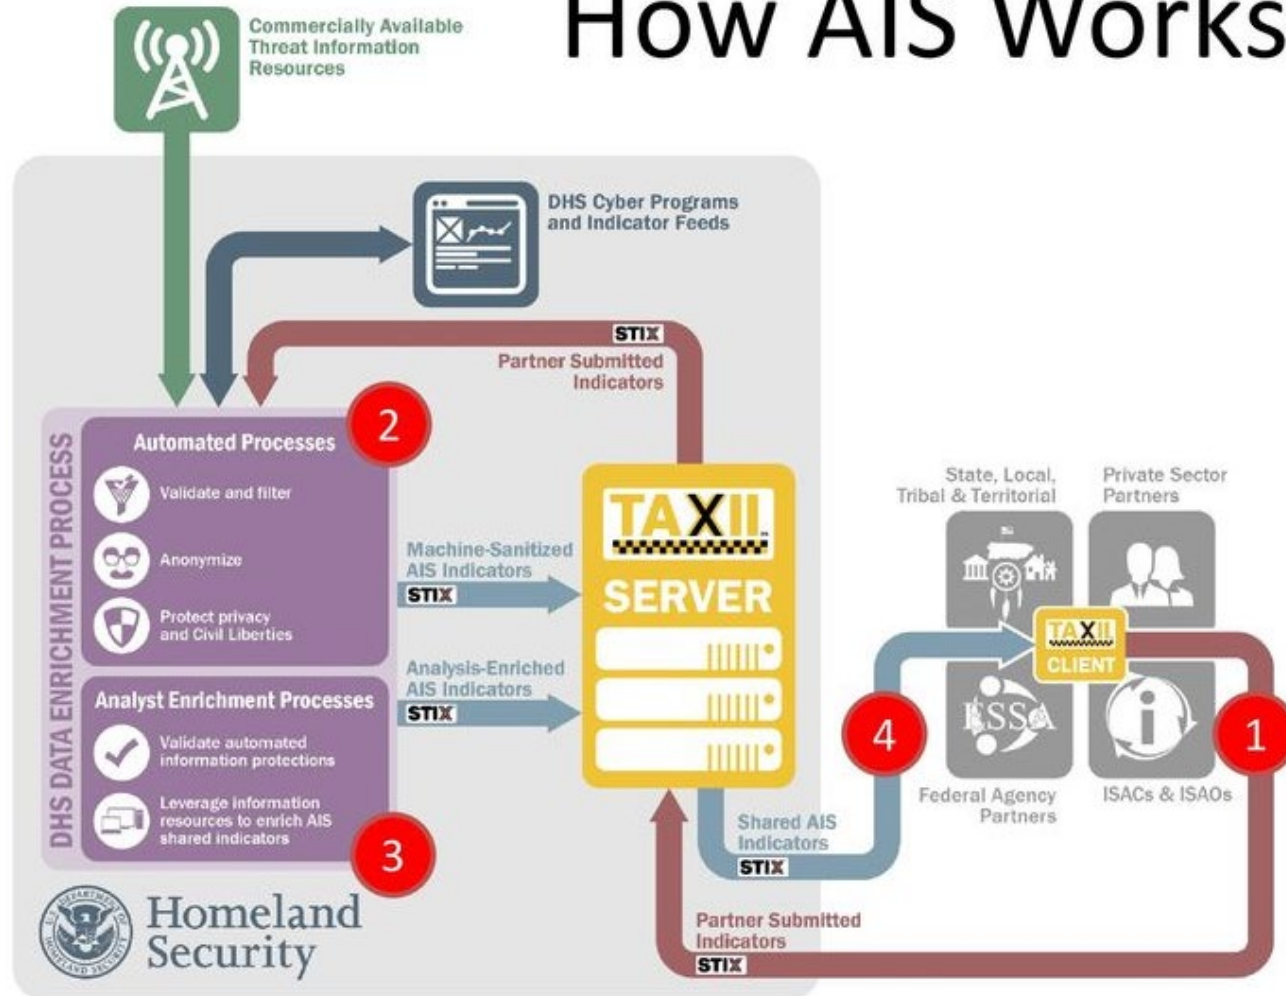 How AIS Works
Commercially Available
Threat Information
Resources
DHS Cyber Programs
and Indicator Feeds
STIX
Partner Submitted
Indicators
DHS DATA ENRICHMENT PROCESS
Automated Processes
2
Validate and filter
Anonymize
Protect privacy
and Civil Liberties
Analyst Enrichment Processes
Validate automated
information protections
Leverage information
resources to enrich AIS
shared indicators
3
Machine-Sanitized
AIS Indicators
STIX
Analysis-Enriched
AIS Indicators
STIX
TAXII
SERVER
State, Local,
Tribal & Territorial
Private Sector
Partners
TAXII
CLIENT
ESSA
Federal Agency
Partners
ISACs & ISAOs
4
1
Shared AIS
Indicators
STIX
Partner Submitted
Indicators
STIX
Homeland
Security